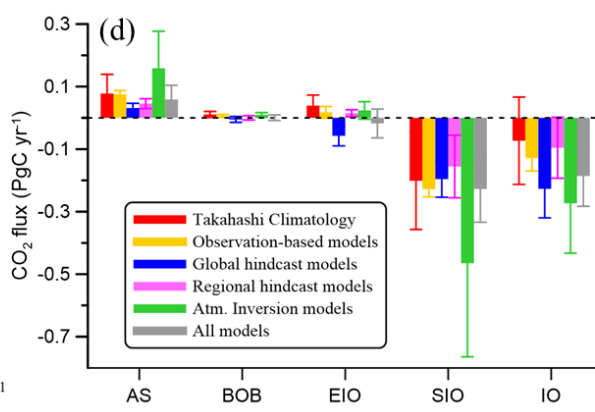 (d)
0.3
0.1
-0.1
-0.3
-0.5
-0.7
CO₂ flux (PgC yr⁻¹)
Takahashi Climatology
Observation-based models
Global hindcast models
Regional hindcast models
Atm. Inversion models
All models
AS BOB EIO SIO IO
1